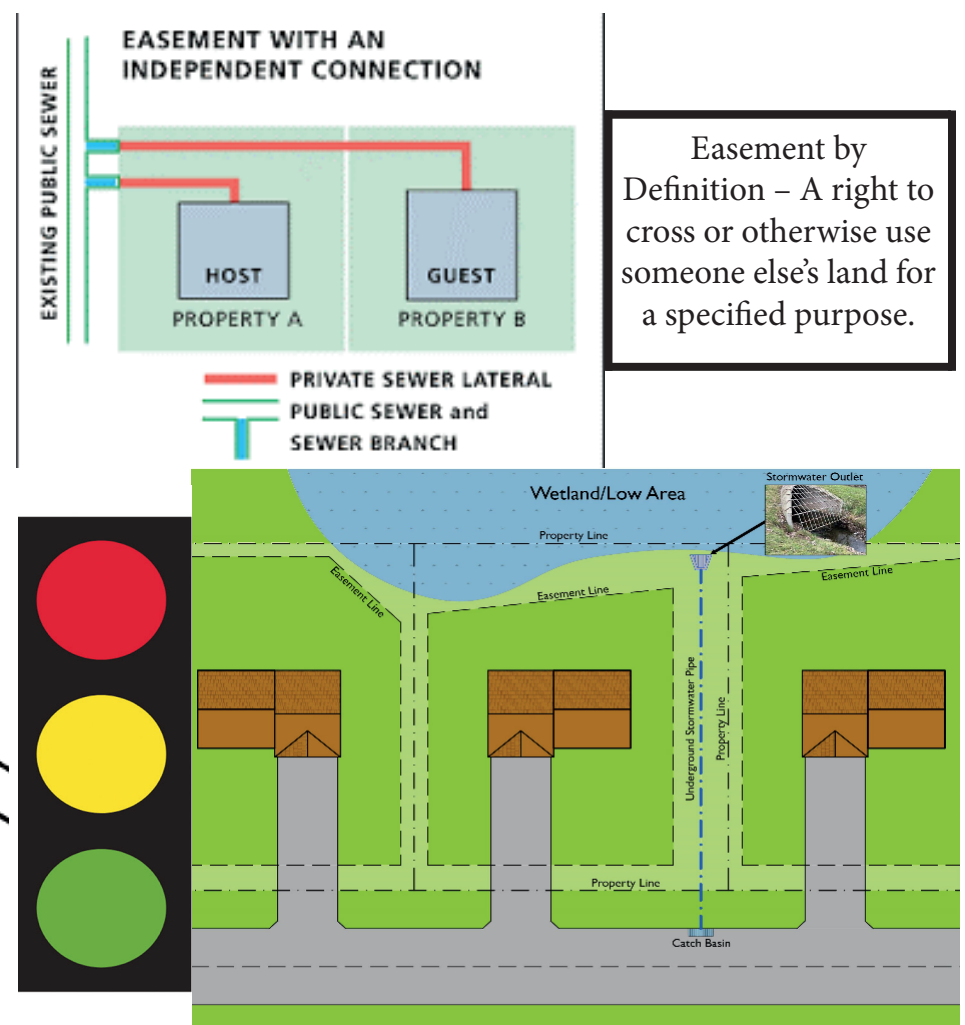 EASEMENT WITH AN
INDEPENDENT CONNECTION
EXISTING PUBLIC SEWER
HOST
GUEST
PROPERTY A
PROPERTY B
PRIVATE SEWER LATERAL
PUBLIC SEWER and
SEWER BRANCH
Easement by
Definition – A right to
cross or otherwise use
someone else’s land for
a specified purpose.
Stormwater Outlet
Wetland/Low Area
Property Line
Easement Line
Easement Line
Easement Line
Underground Stormwater Pipe
Property Line
Property Line
Catch Basin